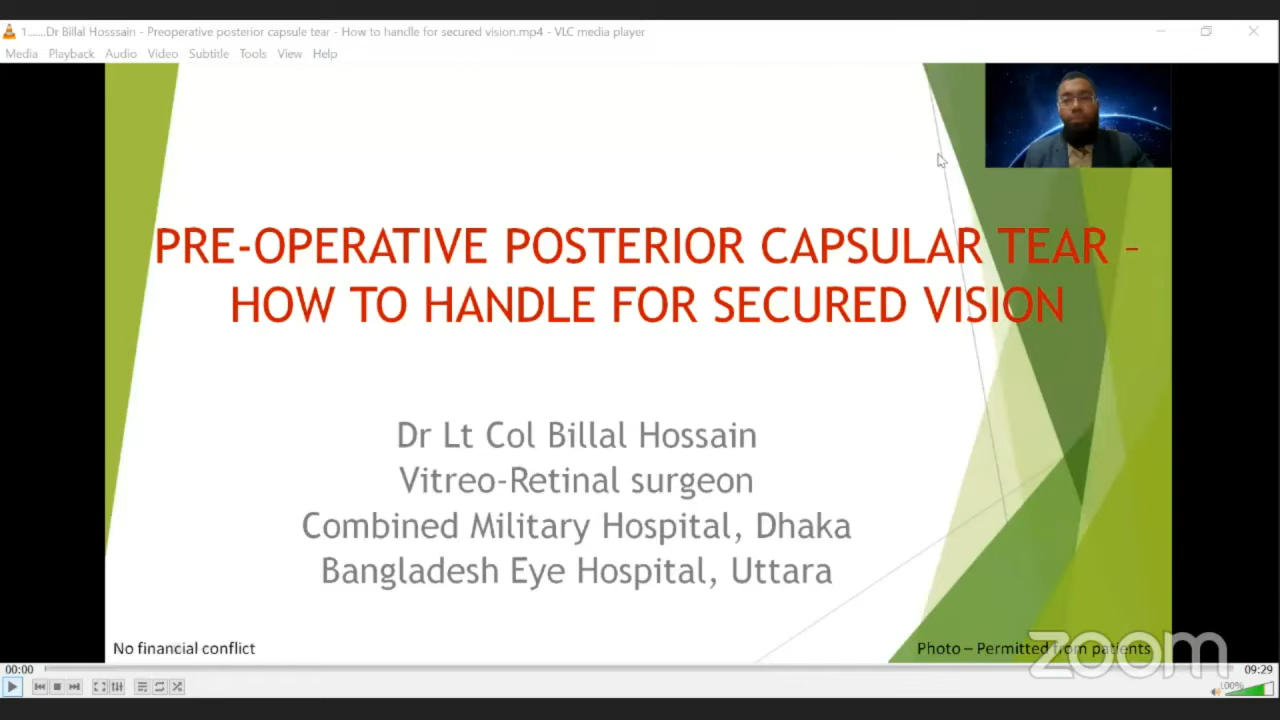 1......Dr Billal Hosssain - Preoperative posterior capsule tear - How to handle for secured vision.mp4 - VLC media player
Media Playback Audio Video Subtitle Tools View Help
PRE-OPERATIVE POSTERIOR CAPSULAR TEAR –
HOW TO HANDLE FOR SECURED VISION
Dr Lt Col Billal Hossain
Vitreo-Retinal surgeon
Combined Military Hospital, Dhaka
Bangladesh Eye Hospital, Uttara
No financial conflict
Photo – Permitted from patients
zoom
00:00
09:29
100%